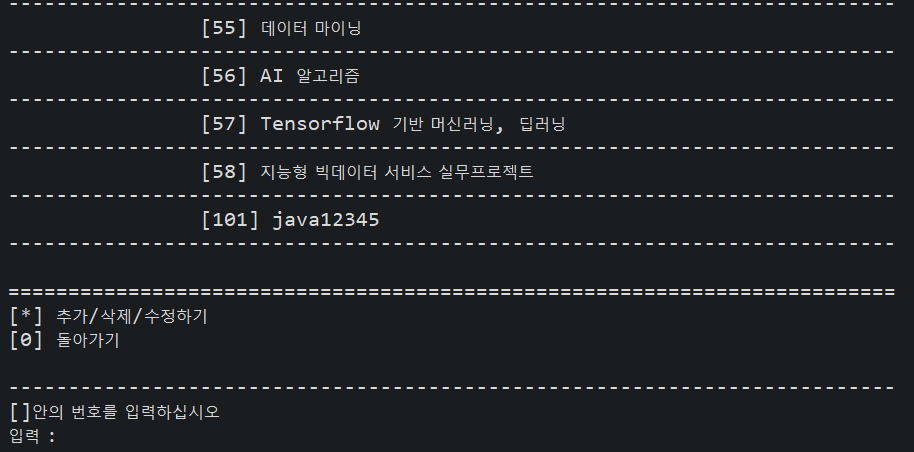 --------------------------------------------------------------------------
[55] 데이터 마이닝
--------------------------------------------------------------------------
[56] AI 알고리즘
--------------------------------------------------------------------------
[57] Tensorflow 기반 머신러닝, 딥러닝
--------------------------------------------------------------------------
[58] 지능형 빅데이터 서비스 실무프로젝트
--------------------------------------------------------------------------
[101] java12345
--------------------------------------------------------------------------
==========================================================================
[*] 추가/삭제/수정하기
[0] 돌아가기
--------------------------------------------------------------------------
[]안의 번호를 입력하십시오
입력 :